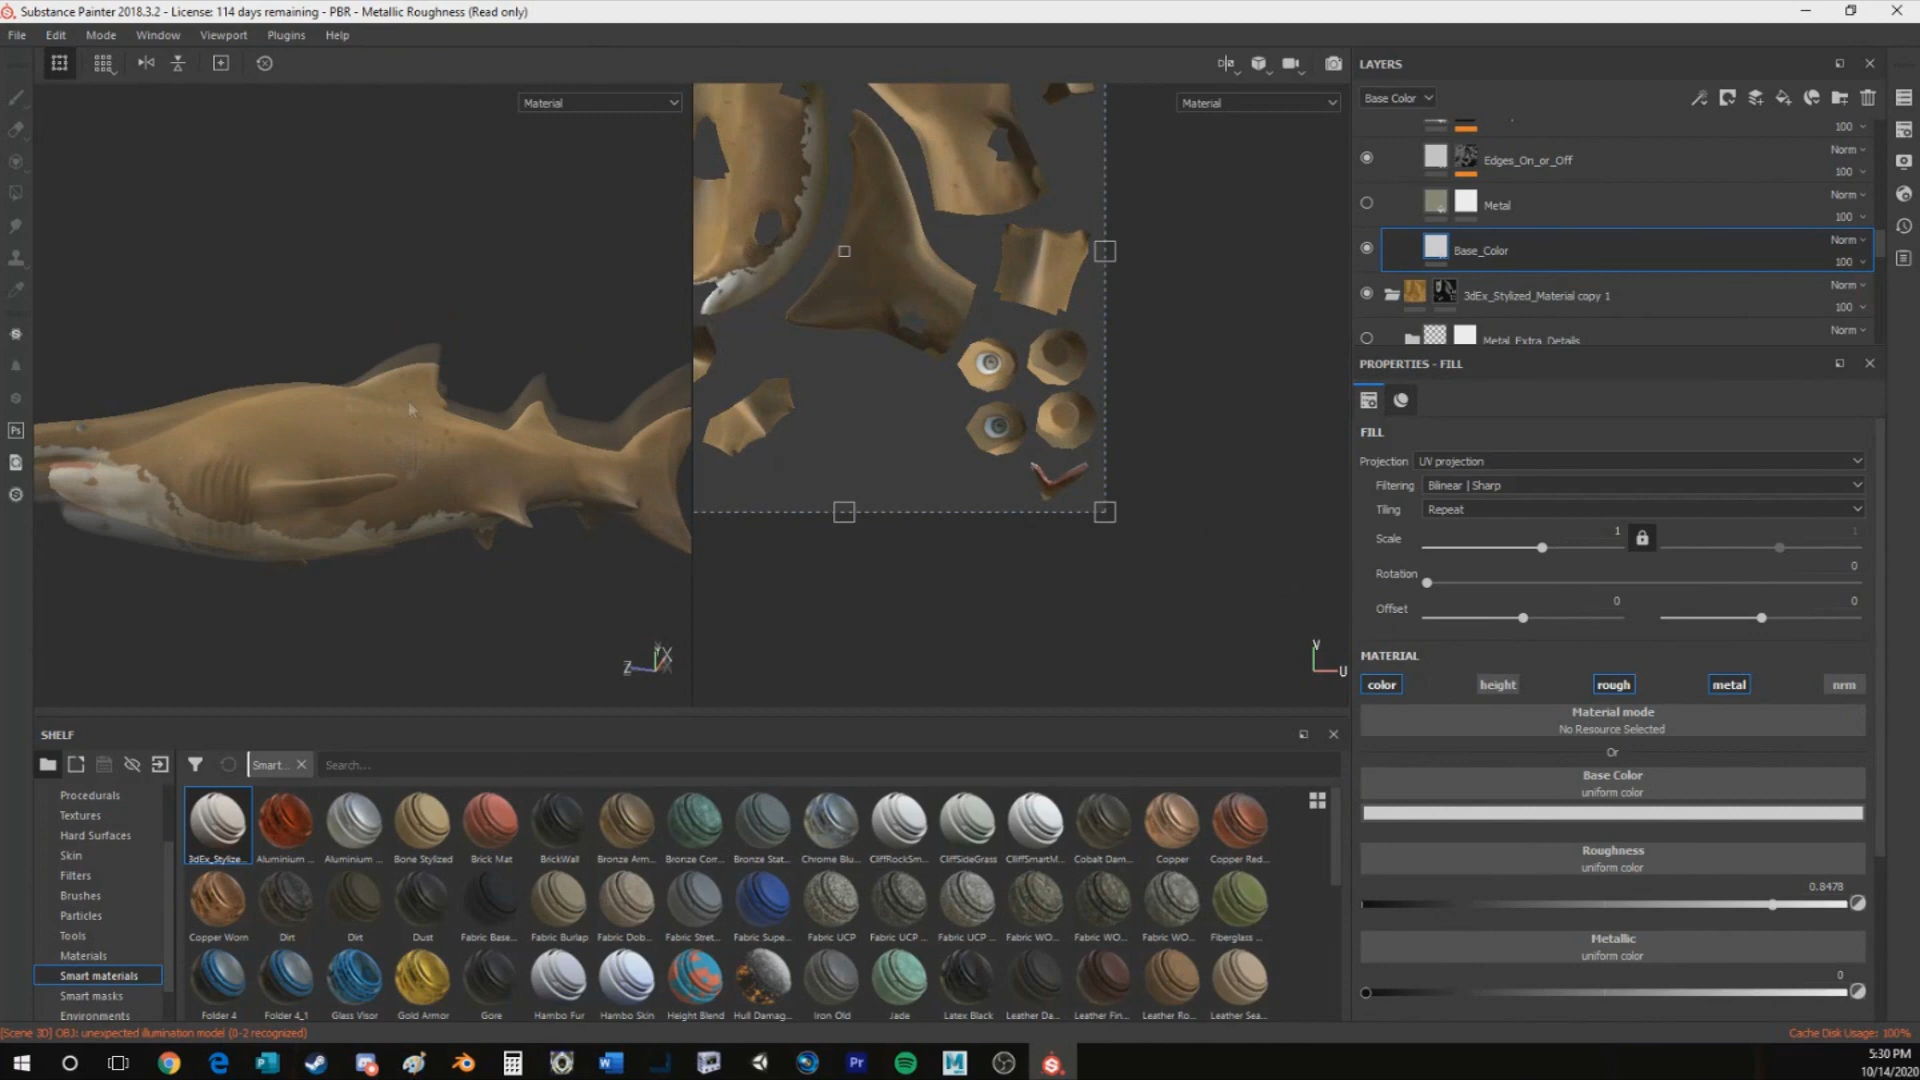 Substance Painter 2018.3.2 - License: 114 days remaining - PBR - Metallic Roughness (Read only)
File Edit Mode Window Viewport Plugins Help
Material
Material
Z
V
U
LAYERS
Base Color
100
Edges_On_or_Off
Norm
100
Metal
Norm
100
Base_Color
Norm
100
3dEx_Stylized_Material copy 1
Norm
100
Metal_Extra_Details
Norm
PROPERTIES - FILL
FILL
Projection UV projection
Filtering Bilinear | Sharp
Tiling Repeat
Scale 1 1
Rotation 0
Offset 0 0
MATERIAL
color height rough metal nrm
Material mode
No Resource Selected
Or
Base Color
uniform color
Roughness
uniform color
0.8478
Metallic
uniform color
0
SHELF
Smart... Search...
Procedurals
Textures
Hard Surfaces
Skin
Filters
Brushes
Particles
Tools
Materials
Smart materials
Smart masks
Environments
3dEx_Stylize... Aluminium ... Aluminium ... Bone Stylized Brick Mat BrickWall Bronze Arm... Bronze Corr... Bronze Stat... Chrome Blu... CliffRockSm... CliffSideGrass CliffSmartM... Cobalt Dam... Copper Copper Red...
Copper Worn Dirt Dirt Dust Fabric Base... Fabric Burlap Fabric Dob... Fabric Stret... Fabric Supe... Fabric UCP Fabric UCP ... Fabric UCP ... Fabric WO... Fabric WO... Fabric WO... Fiberglass ...
Folder 4 Folder 4_1 Glass Visor Gold Armor Gore Hambo Fur Hambo Skin Height Blend Hull Damag... Iron Old Jade Latex Black Leather Da... Leather Fin... Leather Ro... Leather Sea...
[Scene 3D] OBJ: unexpected illumination model (0-2 recognized)
Cache Disk Usage: 100%
Ps
W
Pr
M
5:30 PM
10/14/2020